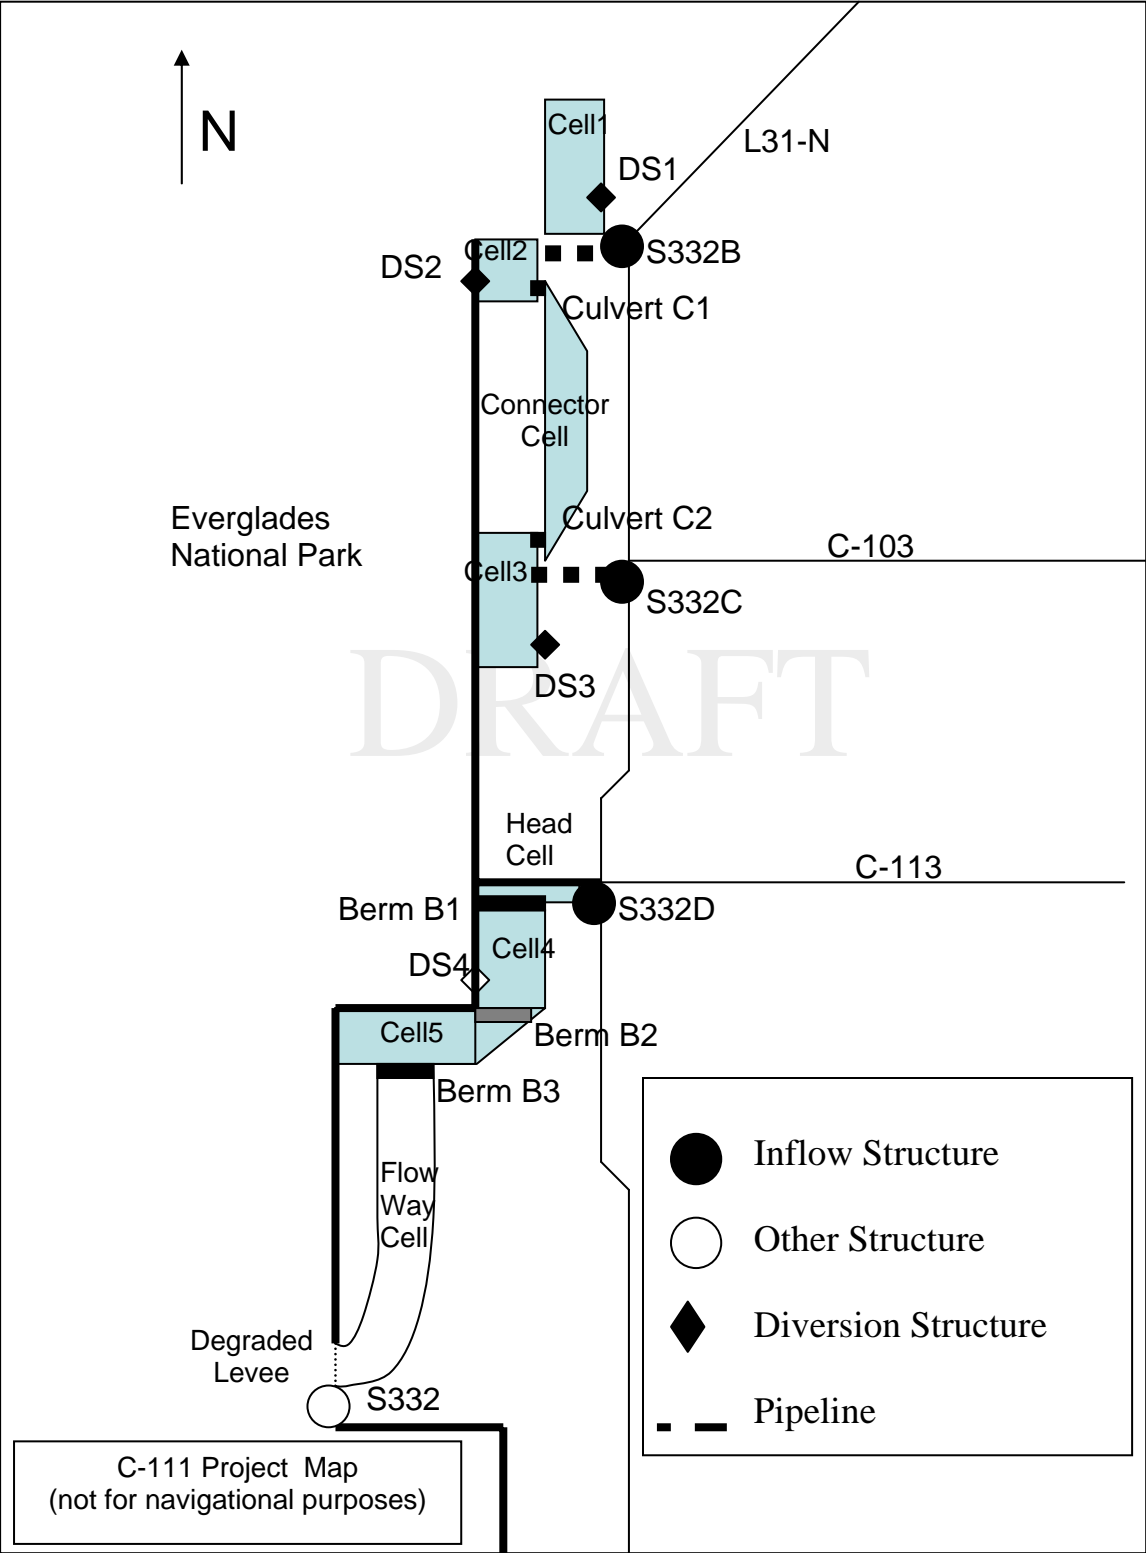 N
Cell1
DS1
L31-N
Cell2
S332B
DS2
Culvert C1
Connector
Cell
Everglades
National Park
Culvert C2
C-103
Cell3
S332C
DS3
DRAFT
Head
Cell
C-113
Berm B1
S332D
Cell4
DS4
Cell5
Berm B2
Berm B3
Flow
Way
Cell
Degraded
Levee
S332
Inflow Structure
Other Structure
Diversion Structure
Pipeline
C-111 Project Map
(not for navigational purposes)